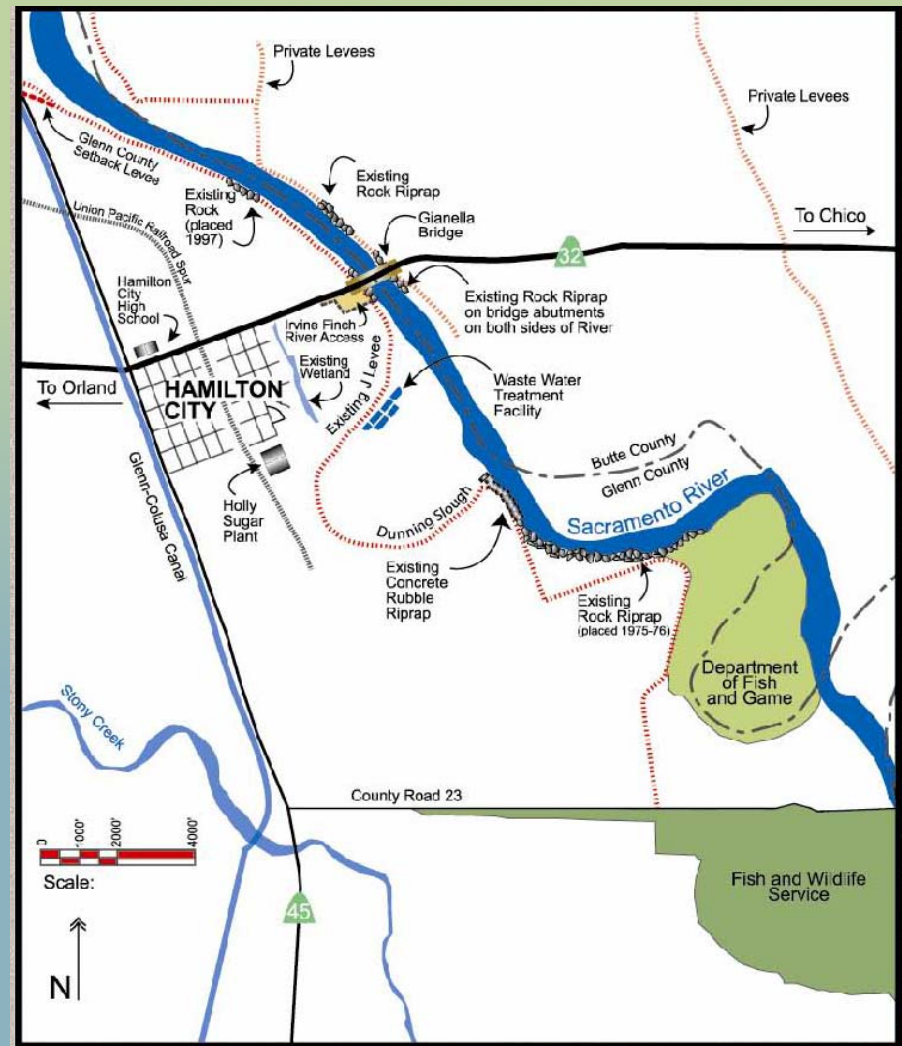 Private Levees
Private Levees
Glenn County
Setback Levee
Existing
Rock
(placed
1997)
Existing
Rock Riprap
Gianella
Bridge
To Chico
32
Union Pacific Railroad Spur
Hamilton
City
High
School
Irvine Finch
River Access
Existing Rock Riprap
on bridge abutments
on both sides of River
To Orland
HAMILTON
CITY
Existing
Wetland
Existing J Levee
Waste Water
Treatment
Facility
Butte County
Glenn County
Sacramento River
Glenn-Colusa Canal
Holly
Sugar
Plant
Dunning Slough
Existing
Concrete
Rubble
Riprap
Existing
Rock Riprap
(placed 1975-76)
Department
of Fish
and Game
Stony Creek
County Road 23
0
1000'
2000'
4000'
Scale:
Fish and Wildlife
Service
45
N